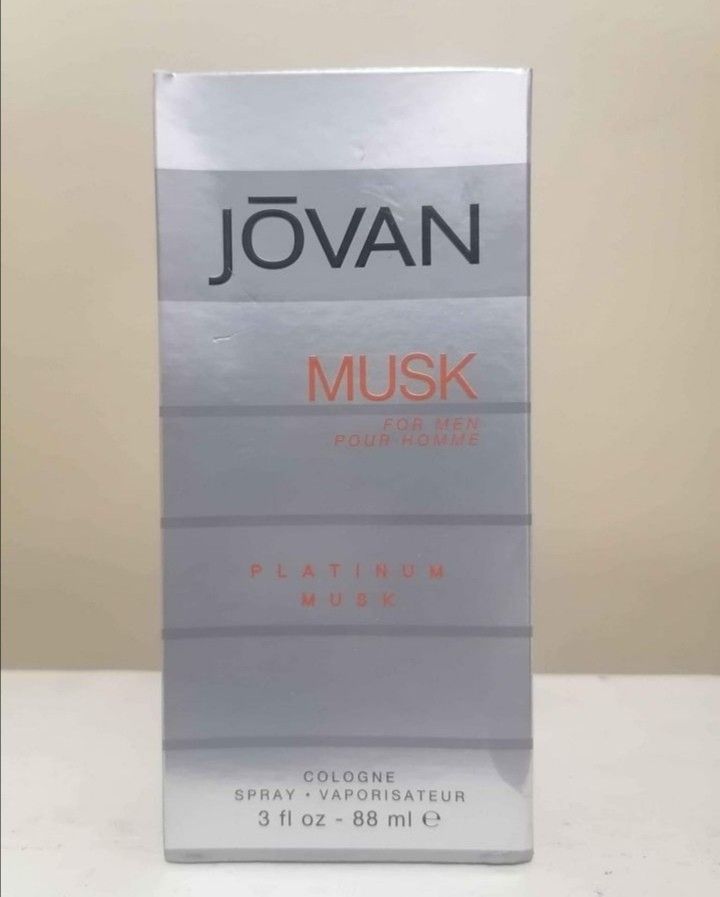 JŌVAN
MUSK
FOR MEN
POUR HOMME
PLATINUM
MUSK
COLOGNE
SPRAY • VAPORISATEUR
3 fl oz - 88 ml ℮